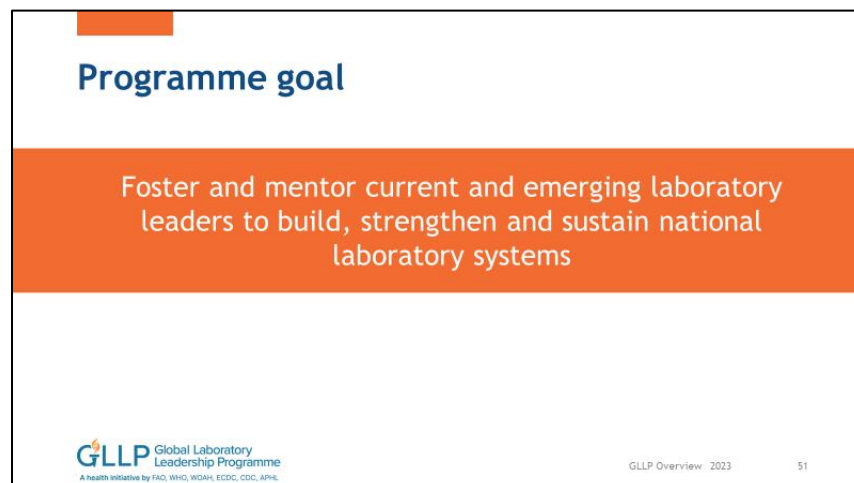 Programme goal
Foster and mentor current and emerging laboratory
leaders to build, strengthen and sustain national
laboratory systems
GLLP Global Laboratory
Leadership Programme
A health initiative by FAO, WHO, WOAH, ECDC, CDC, APHL
GLLP Overview 2023 51